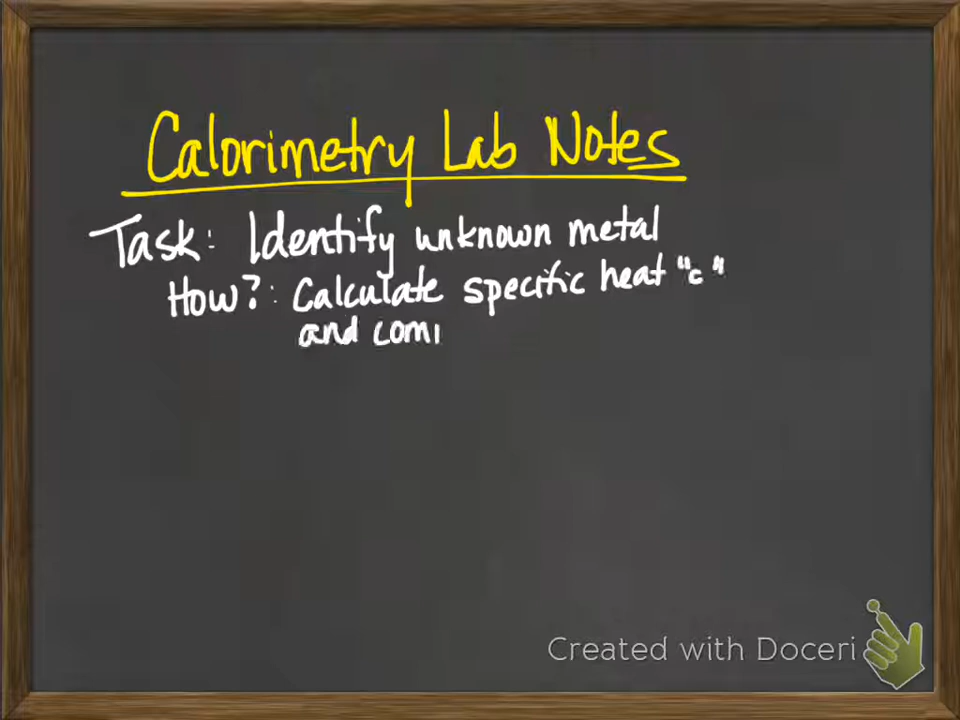 Calorimetry Lab Notes
Task: Identify unknown metal
How?: Calculate specific heat "c"
and com
Created with Doceri